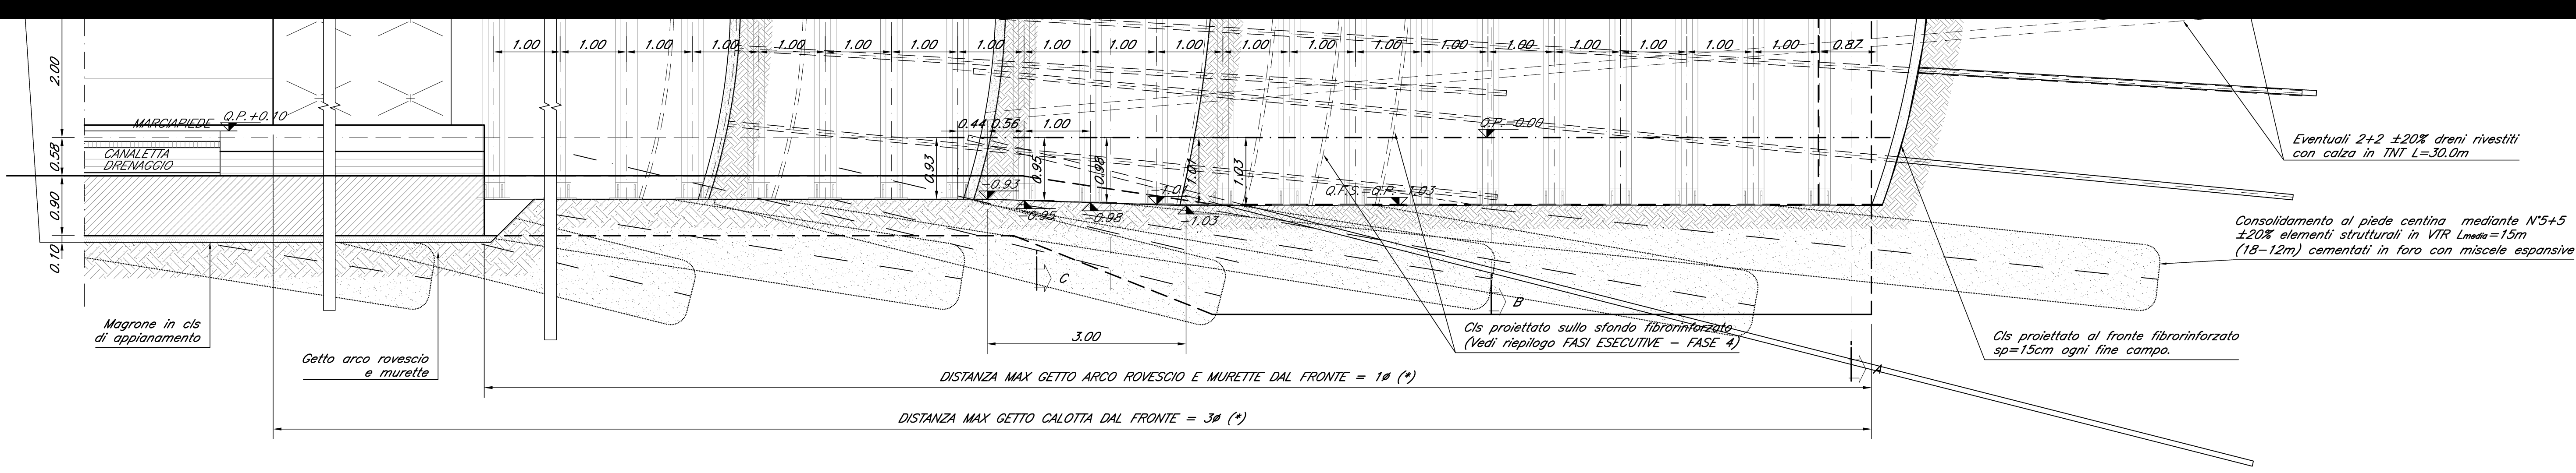 1.00 1.00 1.00 1.00 1.00 1.00 1.00 1.00 1.00 1.00 1.00 1.00 1.00 1.00 1.00 1.00 1.00 1.00 1.00 1.00 0.87
2.00
MARCIAPIEDE
Q.P.+0.10
0.58
CANALETTA
DRENAGGIO
0.90
0.10
0.44 0.56 1.00
0.93
0.95
0.98
1.01
1.03
Q.P.=0.00
-0.93
-0.95
-0.98
-1.01
-1.03
Q.F.S.=Q.P.-1.03
Eventuali 2+2 ±20% dreni rivestiti
con calza in TNT L=30.0m
Consolidamento al piede centina mediante N°5+5
±20% elementi strutturali in VTR Lmedia=15m
(18-12m) cementati in foro con miscele espansive
C
B
A
Magrone in cls
di appianamento
Getto arco rovescio
e murette
3.00
Cls proiettato sullo sfondo fibrorinforzato
(Vedi riepilogo FASI ESECUTIVE - FASE 4)
Cls proiettato al fronte fibrorinforzato
sp=15cm ogni fine campo.
DISTANZA MAX GETTO ARCO ROVESCIO E MURETTE DAL FRONTE = 1ø (*)
DISTANZA MAX GETTO CALOTTA DAL FRONTE = 3ø (*)